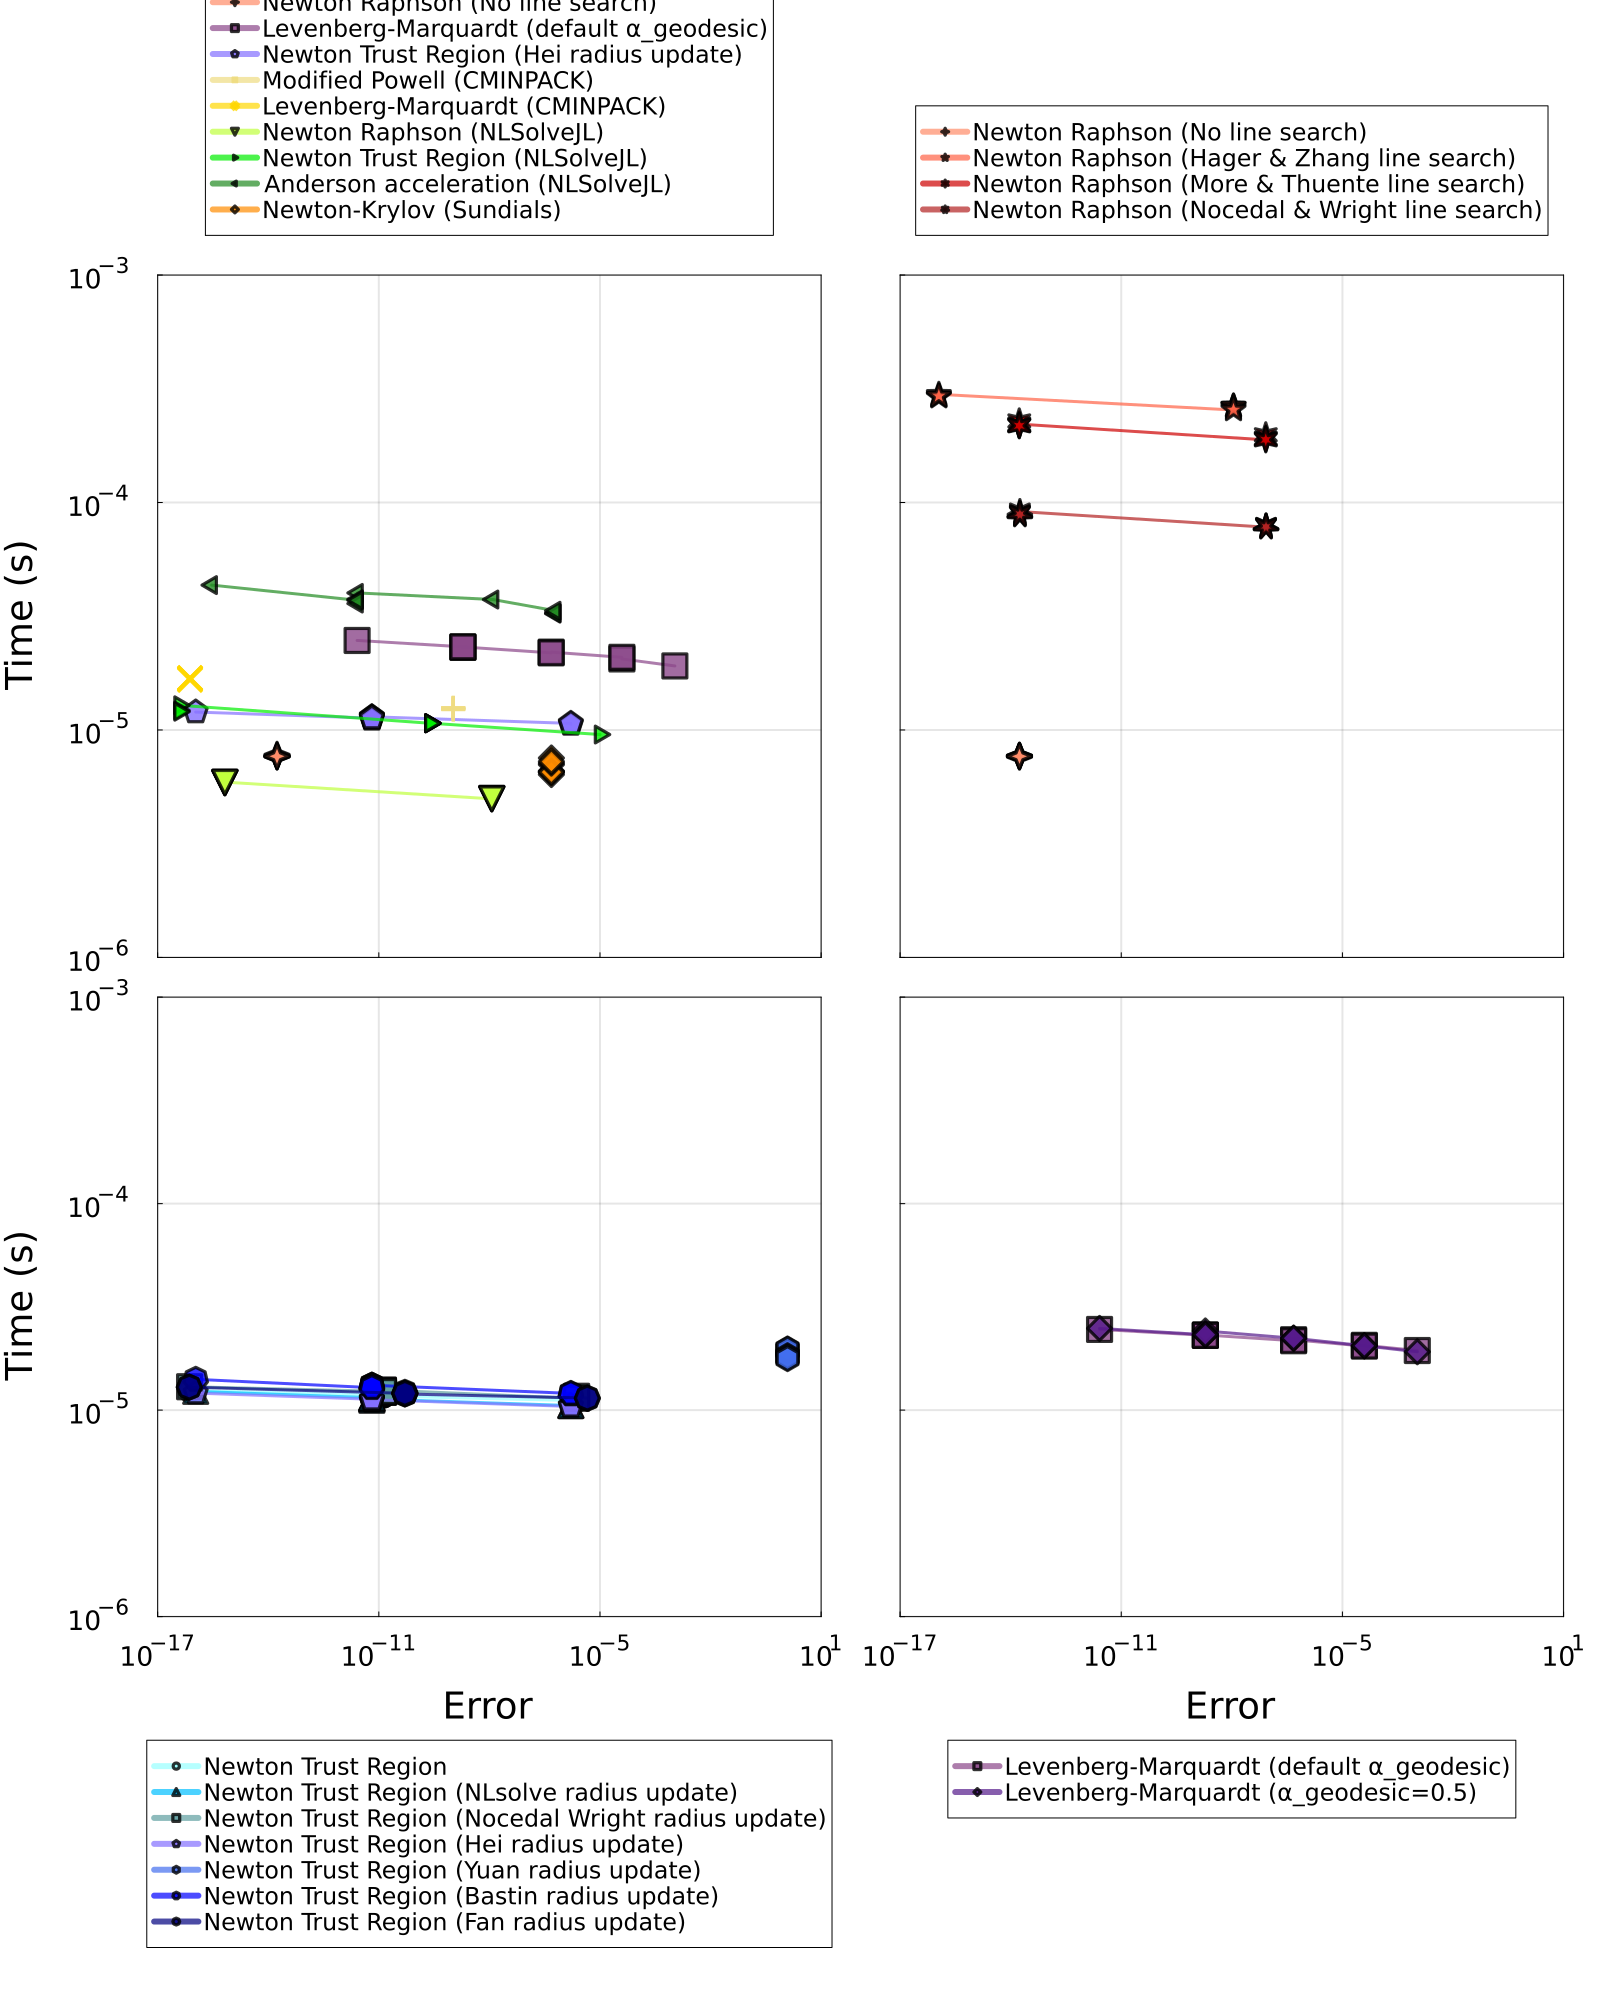 Newton Raphson (No line search)
Levenberg-Marquardt (default α_geodesic)
Newton Trust Region (Hei radius update)
Modified Powell (CMINPACK)
Levenberg-Marquardt (CMINPACK)
Newton Raphson (NLSolveJL)
Newton Trust Region (NLSolveJL)
Anderson acceleration (NLSolveJL)
Newton-Krylov (Sundials)
Newton Raphson (No line search)
Newton Raphson (Hager & Zhang line search)
Newton Raphson (More & Thuente line search)
Newton Raphson (Nocedal & Wright line search)
10⁻³
10⁻⁴
10⁻⁵
10⁻⁶
Time (s)
10⁻³
10⁻⁴
10⁻⁵
10⁻⁶
Time (s)
10⁻¹⁷ 10⁻¹¹ 10⁻⁵ 10¹
Error
10⁻¹⁷ 10⁻¹¹ 10⁻⁵ 10¹
Error
Newton Trust Region
Newton Trust Region (NLsolve radius update)
Newton Trust Region (Nocedal Wright radius update)
Newton Trust Region (Hei radius update)
Newton Trust Region (Yuan radius update)
Newton Trust Region (Bastin radius update)
Newton Trust Region (Fan radius update)
Levenberg-Marquardt (default α_geodesic)
Levenberg-Marquardt (α_geodesic=0.5)